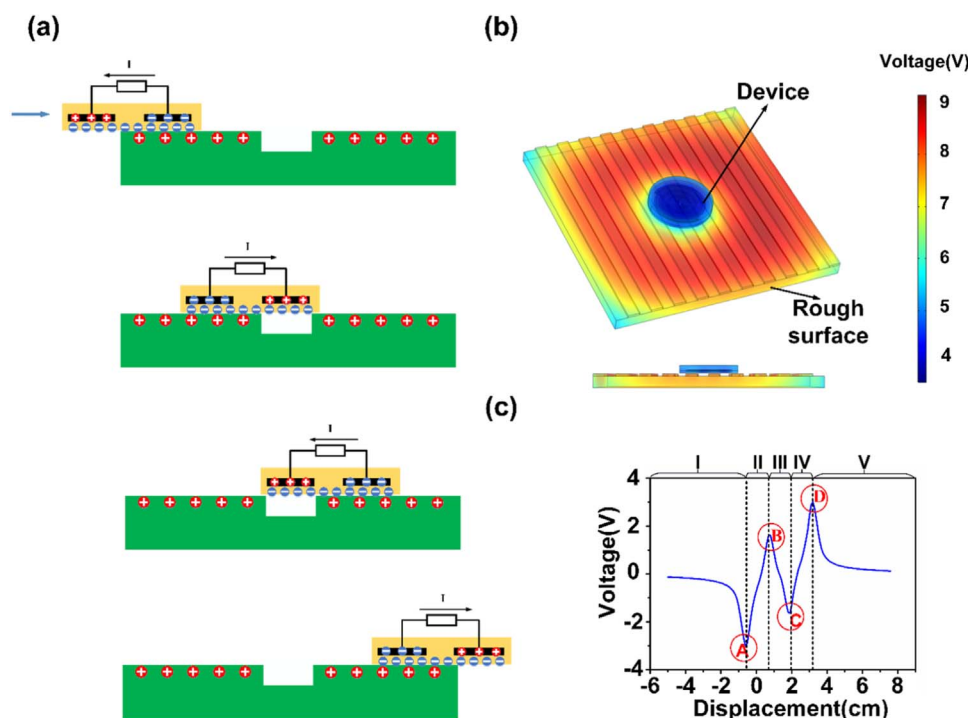 (a)
I
+ + +
− − −
− − − − − − − − − −
+ + + + +
+ + + + +
I
− − −
+ + +
− − − − − − − − − −
+ + + + +
+ + + + +
I
+ + +
− − −
− − − − − − − − − −
+ + + + +
+ + + + +
I
− − −
+ + +
− − − − − − − − − −
+ + + + +
+ + + + +
(b)
Voltage(V)
Device
9
8
7
6
5
4
Rough
surface
(c)
I II III IV V
4
2
0
-2
-4
Voltage(V)
A
B
C
D
-6 -4 -2 0 2 4 6 8
Displacement(cm)